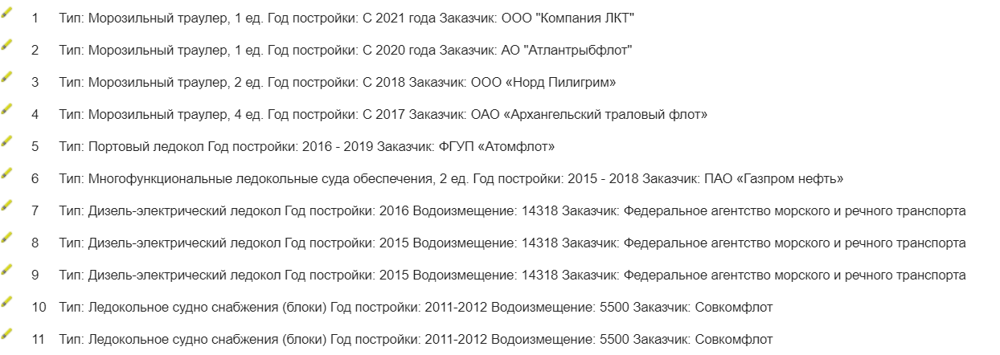 1 Тип: Морозильный траулер, 1 ед. Год постройки: С 2021 года Заказчик: ООО "Компания ЛКТ"
2 Тип: Морозильный траулер, 1 ед. Год постройки: С 2020 года Заказчик: АО "Атлантрыбфлот"
3 Тип: Морозильный траулер, 2 ед. Год постройки: С 2018 Заказчик: ООО «Норд Пилигрим»
4 Тип: Морозильный траулер, 4 ед. Год постройки: С 2017 Заказчик: ОАО «Архангельский траловый флот»
5 Тип: Портовый ледокол Год постройки: 2016 - 2019 Заказчик: ФГУП «Атомфлот»
6 Тип: Многофункциональные ледокольные суда обеспечения, 2 ед. Год постройки: 2015 - 2018 Заказчик: ПАО «Газпром нефть»
7 Тип: Дизель-электрический ледокол Год постройки: 2016 Водоизмещение: 14318 Заказчик: Федеральное агентство морского и речного транспорта
8 Тип: Дизель-электрический ледокол Год постройки: 2015 Водоизмещение: 14318 Заказчик: Федеральное агентство морского и речного транспорта
9 Тип: Дизель-электрический ледокол Год постройки: 2015 Водоизмещение: 14318 Заказчик: Федеральное агентство морского и речного транспорта
10 Тип: Ледокольное судно снабжения (блоки) Год постройки: 2011-2012 Водоизмещение: 5500 Заказчик: Совкомфлот
11 Тип: Ледокольное судно снабжения (блоки) Год постройки: 2011-2012 Водоизмещение: 5500 Заказчик: Совкомфлот